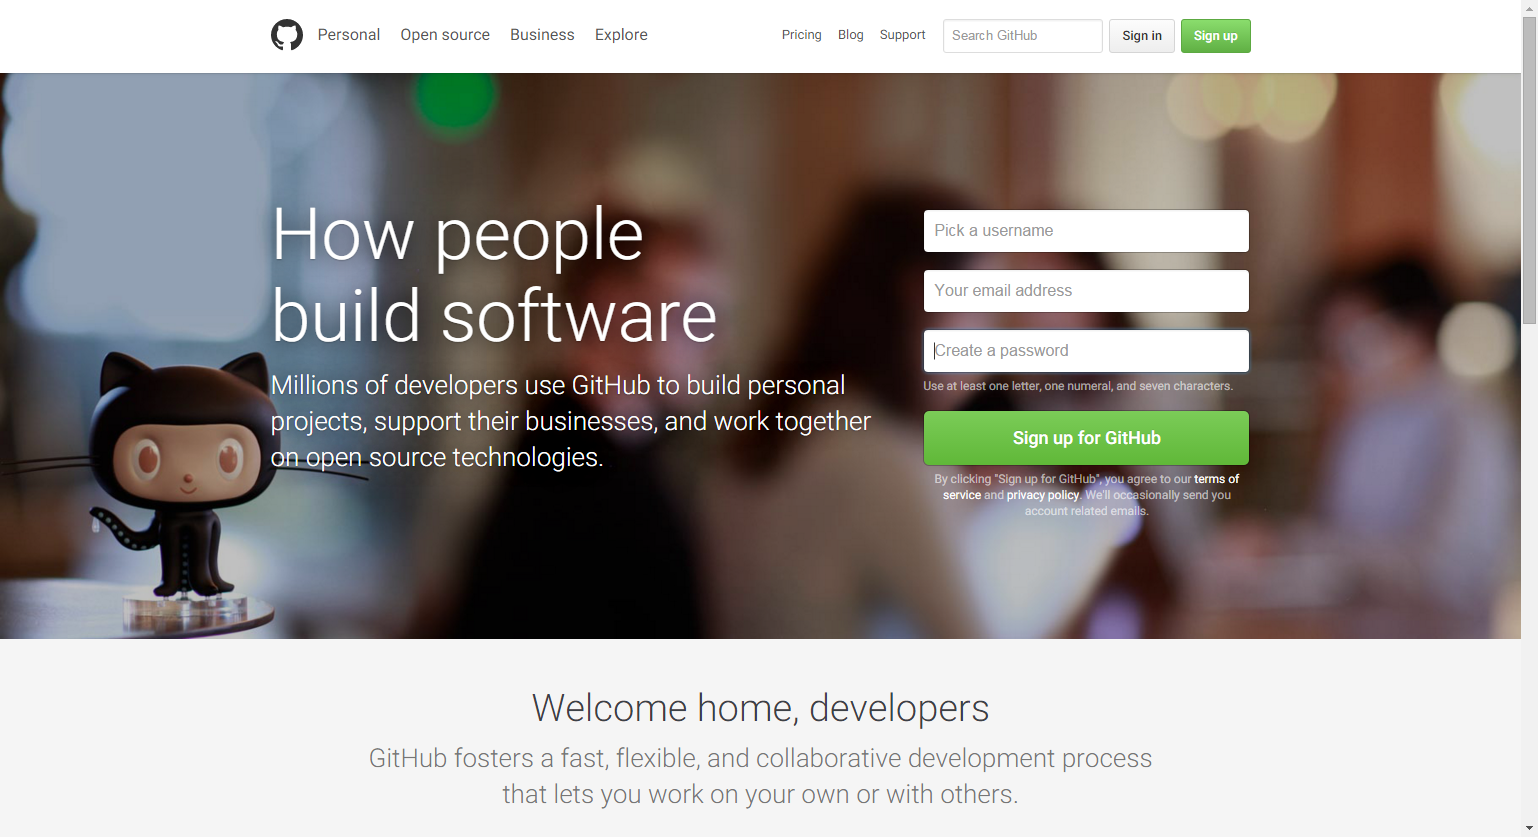 Personal Open source Business Explore Pricing Blog Support Search GitHub Sign in Sign up
How people
build software
Millions of developers use GitHub to build personal
projects, support their businesses, and work together
on open source technologies.
Pick a username
Your email address
Create a password
Use at least one letter, one numeral, and seven characters.
Sign up for GitHub
By clicking "Sign up for GitHub", you agree to our terms of
service and privacy policy. We'll occasionally send you
account related emails.
Welcome home, developers
GitHub fosters a fast, flexible, and collaborative development process
that lets you work on your own or with others.